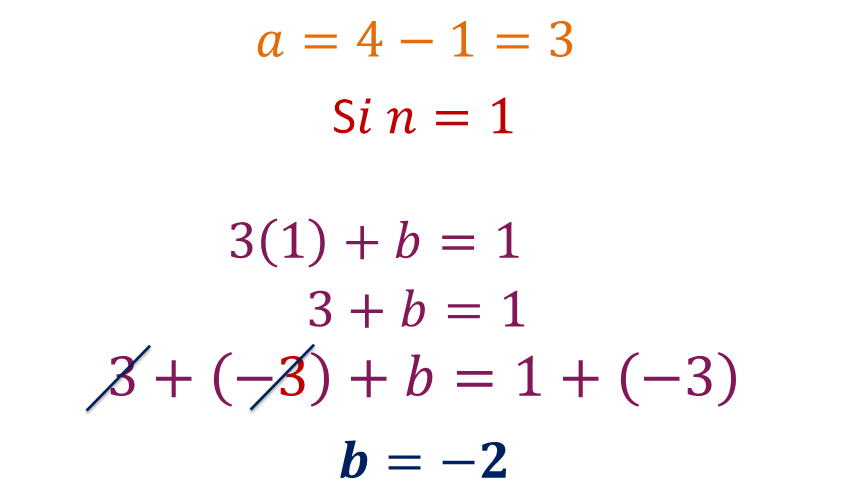 a = 4 − 1 = 3
Si n = 1
3(1) + b = 1
3 + b = 1
3 + (−3) + b = 1 + (−3)
b = −2